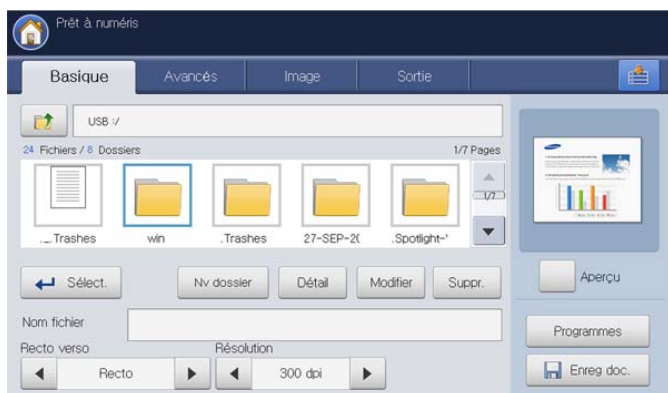 Prêt à numéris
Basique
Avancés
Image
Sortie
USB :/
24 Fichiers / 8 Dossiers
1/7 Pages
1/7
._Trashes
win
.Trashes
27-SEP-20
.Spotlight-'
Sélect.
Nv dossier
Détail
Modifier
Suppr.
Aperçu
Nom fichier
Programmes
Recto verso
Résolution
Recto
300 dpi
Enreg doc.